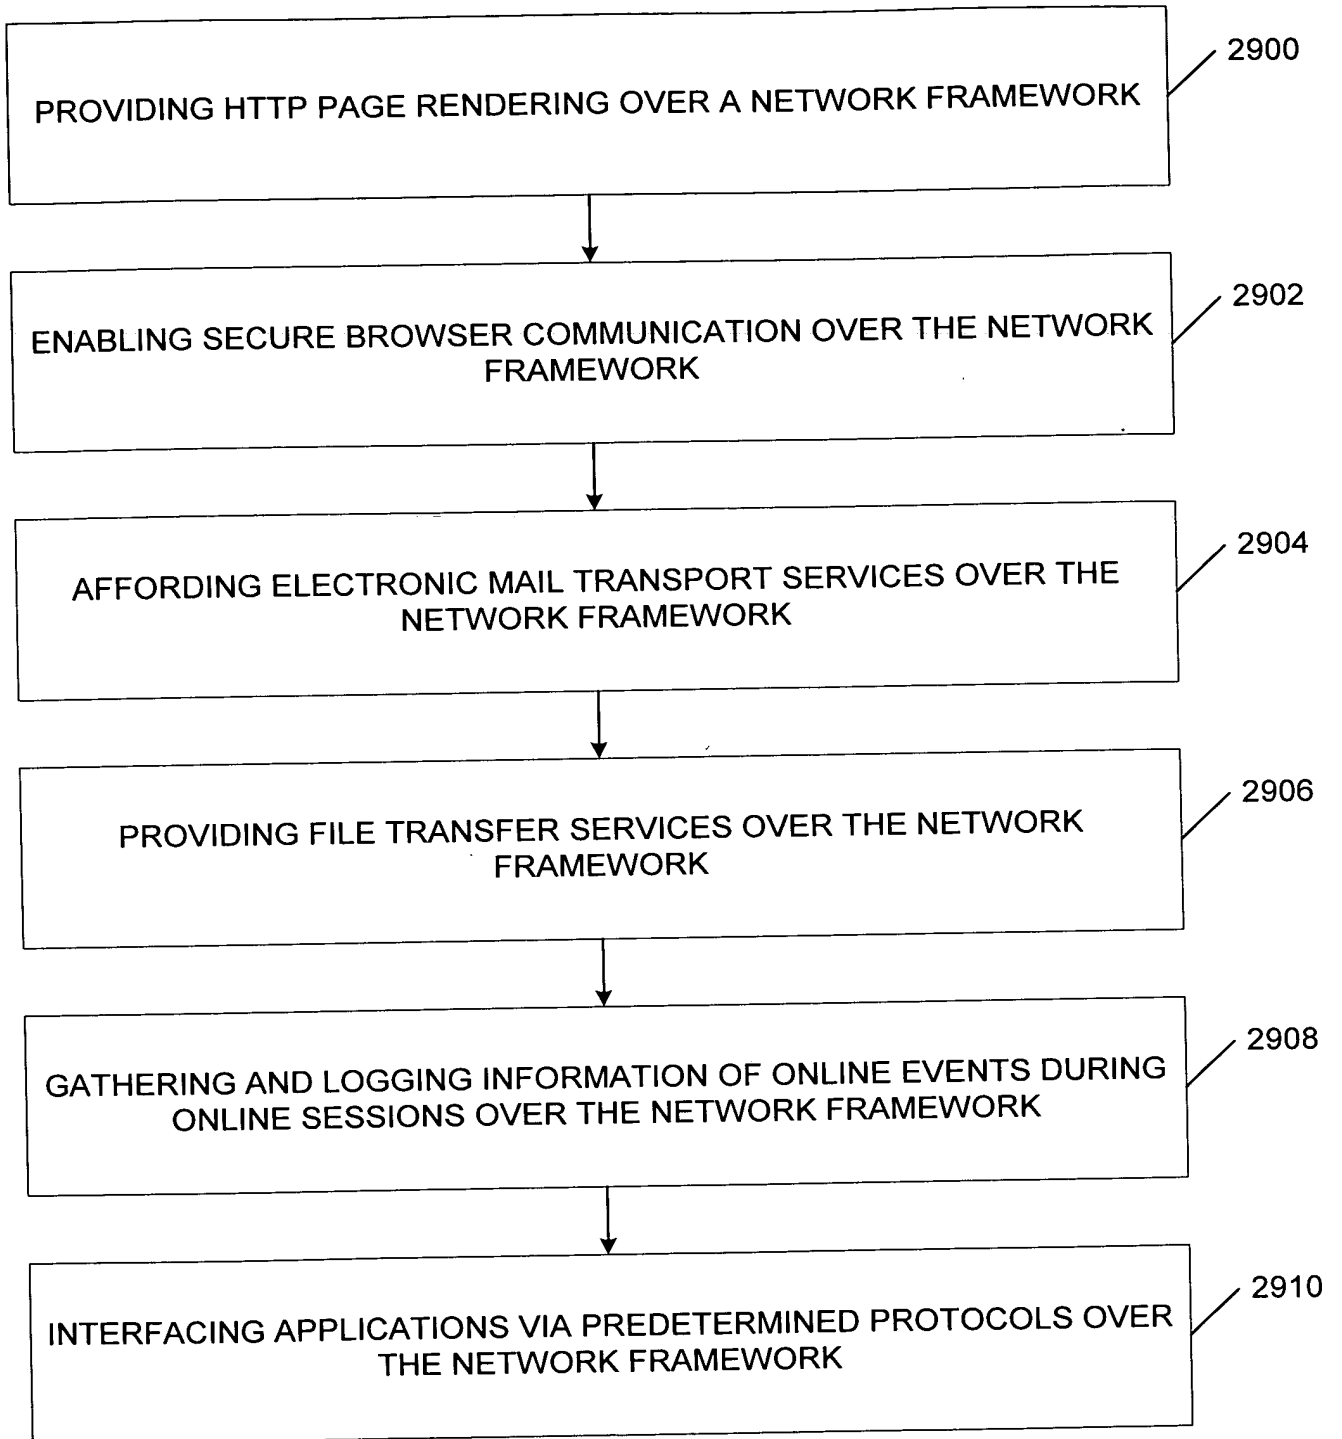 2900
PROVIDING HTTP PAGE RENDERING OVER A NETWORK FRAMEWORK
2902
ENABLING SECURE BROWSER COMMUNICATION OVER THE NETWORK
FRAMEWORK
2904
AFFORDING ELECTRONIC MAIL TRANSPORT SERVICES OVER THE
NETWORK FRAMEWORK
2906
PROVIDING FILE TRANSFER SERVICES OVER THE NETWORK
FRAMEWORK
2908
GATHERING AND LOGGING INFORMATION OF ONLINE EVENTS DURING
ONLINE SESSIONS OVER THE NETWORK FRAMEWORK
2910
INTERFACING APPLICATIONS VIA PREDETERMINED PROTOCOLS OVER
THE NETWORK FRAMEWORK